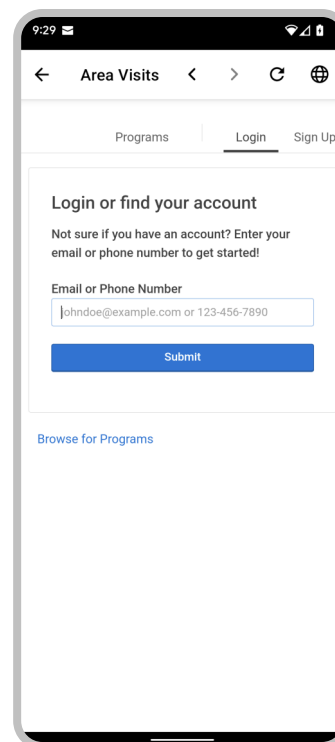 9:29
Area Visits
Programs Login Sign Up
Login or find your account
Not sure if you have an account? Enter your
email or phone number to get started!
Email or Phone Number
johndoe@example.com or 123-456-7890
Submit
Browse for Programs